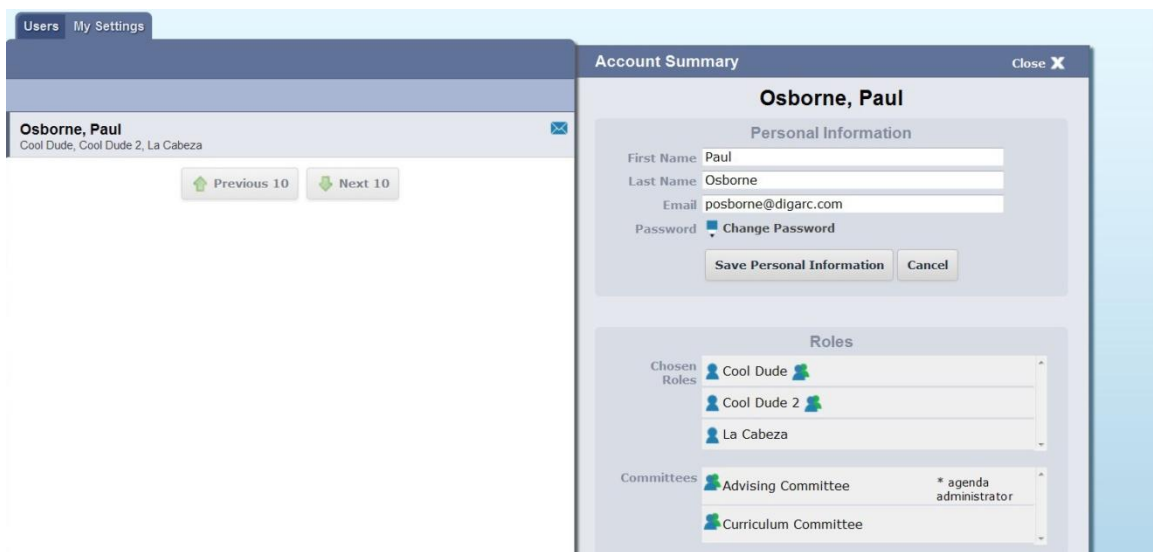 Users My Settings
Osborne, Paul
Cool Dude, Cool Dude 2, La Cabeza
Previous 10 Next 10
Account Summary Close X
Osborne, Paul
Personal Information
First Name Paul
Last Name Osborne
Email posborne@digarc.com
Password Change Password
Save Personal Information Cancel
Roles
Chosen Roles
Cool Dude
Cool Dude 2
La Cabeza
Committees Advising Committee * agenda administrator
Curriculum Committee